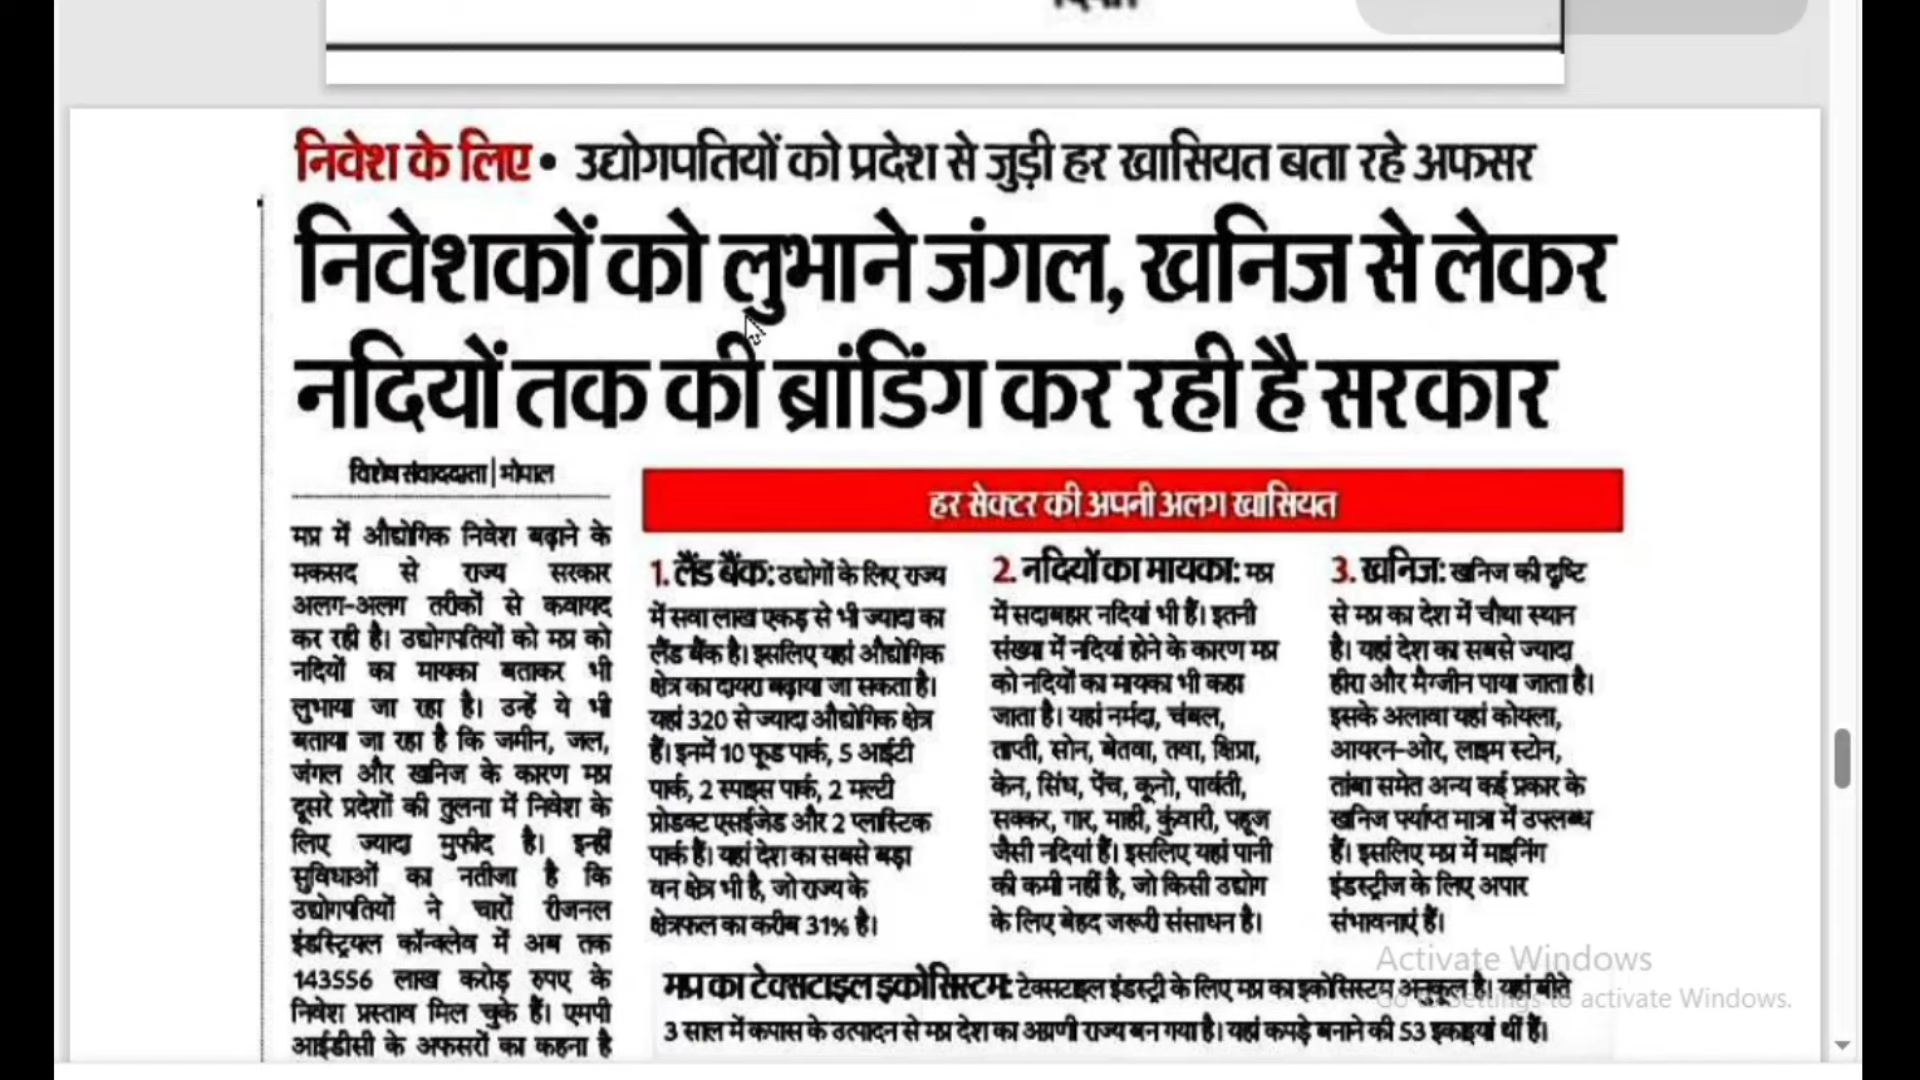 निवेश के लिए • उद्योगपतियों को प्रदेश से जुड़ी हर खासियत बता रहे अफसर
निवेशकों को लुभाने जंगल, खनिज से लेकर
नदियों तक की ब्रांडिंग कर रही है सरकार
विशेष संवाददाता | भोपाल
मप्र में औद्योगिक निवेश बढ़ाने के
मकसद से राज्य सरकार
अलग-अलग तरीकों से कवायद
कर रही है। उद्योगपतियों को मप्र को
नदियों का मायका बताकर भी
लुभाया जा रहा है। उन्हें ये भी
बताया जा रहा है कि जमीन, जल,
जंगल और खनिज के कारण मप्र
दूसरे प्रदेशों की तुलना में निवेश के
लिए ज्यादा मुफीद है। इन्हीं
सुविधाओं का नतीजा है कि
उद्योगपतियों ने चारों रीजनल
इंडस्ट्रियल कॉन्क्लेव में अब तक
143556 लाख करोड़ रुपए के
निवेश प्रस्ताव मिल चुके हैं। एमपी
आईडीसी के अफसरों का कहना है
हर सेक्टर की अपनी अलग खासियत
1. लैंड बैंक: उद्योगों के लिए राज्य
में सवा लाख एकड़ से भी ज्यादा का
लैंड बैंक है। इसलिए यहां औद्योगिक
क्षेत्र का दायरा बढ़ाया जा सकता है।
यहां 320 से ज्यादा औद्योगिक क्षेत्र
हैं। इनमें 10 फूड पार्क, 5 आईटी
पार्क, 2 स्पाइस पार्क, 2 मल्टी
प्रोडक्ट एसईजेड और 2 प्लास्टिक
पार्क हैं। यहां देश का सबसे बड़ा
वन क्षेत्र भी है, जो राज्य के
क्षेत्रफल का करीब 31% है।
2. नदियों का मायका: मप्र
में सदाबहार नदियां भी हैं। इतनी
संख्या में नदियां होने के कारण मप्र
को नदियों का मायका भी कहा
जाता है। यहां नर्मदा, चंबल,
ताप्ती, सोन, बेतवा, तवा, क्षिप्रा,
केन, सिंध, पेंच, कूनो, पार्वती,
सक्कर, गार, माही, कुंवारी, पहूज
जैसी नदियां हैं। इसलिए यहां पानी
की कमी नहीं है, जो किसी उद्योग
के लिए बेहद जरूरी संसाधन है।
3. खनिज: खनिज की दृष्टि
से मप्र का देश में चौथा स्थान
है। यहां देश का सबसे ज्यादा
हीरा और मैग्जीन पाया जाता है।
इसके अलावा यहां कोयला,
आयरन-ओर, लाइम स्टोन,
तांबा समेत अन्य कई प्रकार के
खनिज पर्याप्त मात्रा में उपलब्ध
हैं। इसलिए मप्र में माइनिंग
इंडस्ट्रीज के लिए अपार
संभावनाएं हैं।
मप्र का टेक्सटाइल इकोसिस्टम: टेक्सटाइल इंडस्ट्री के लिए मप्र का इकोसिस्टम अनुकूल है। यहां बीते
3 साल में कपास के उत्पादन से मप्र देश का अग्रणी राज्य बन गया है। यहां कपड़े बनाने की 53 इकाइयां थीं हैं।
Activate Windows
Go to Settings to activate Windows.